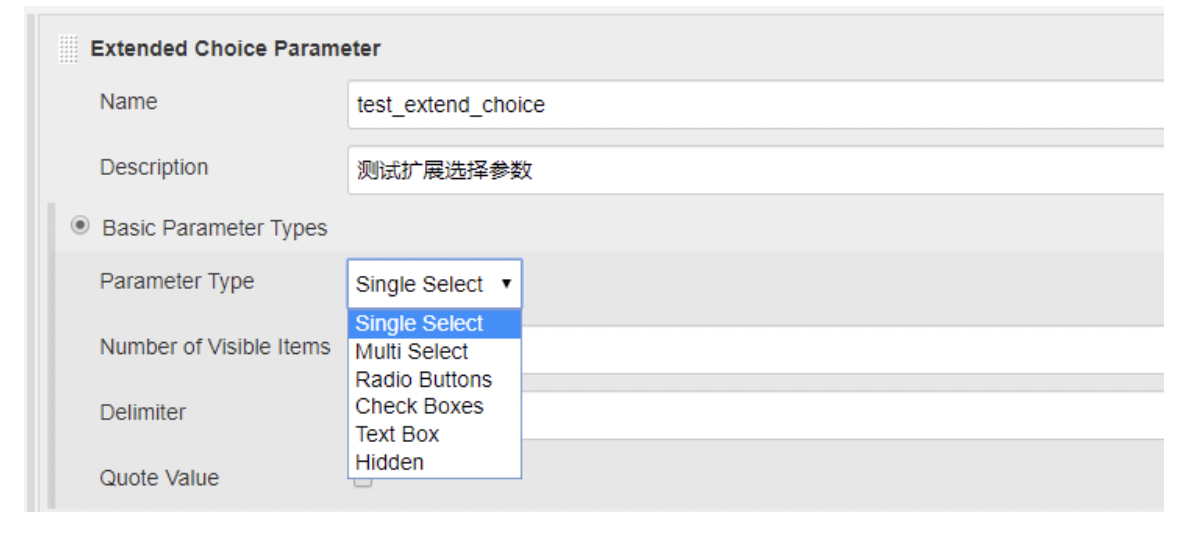 Extended Choice Parameter
Name test_extend_choice
Description 测试扩展选择参数
Basic Parameter Types
Parameter Type Single Select
Single Select
Number of Visible Items Multi Select
Radio Buttons
Delimiter Check Boxes
Text Box
Hidden
Quote Value